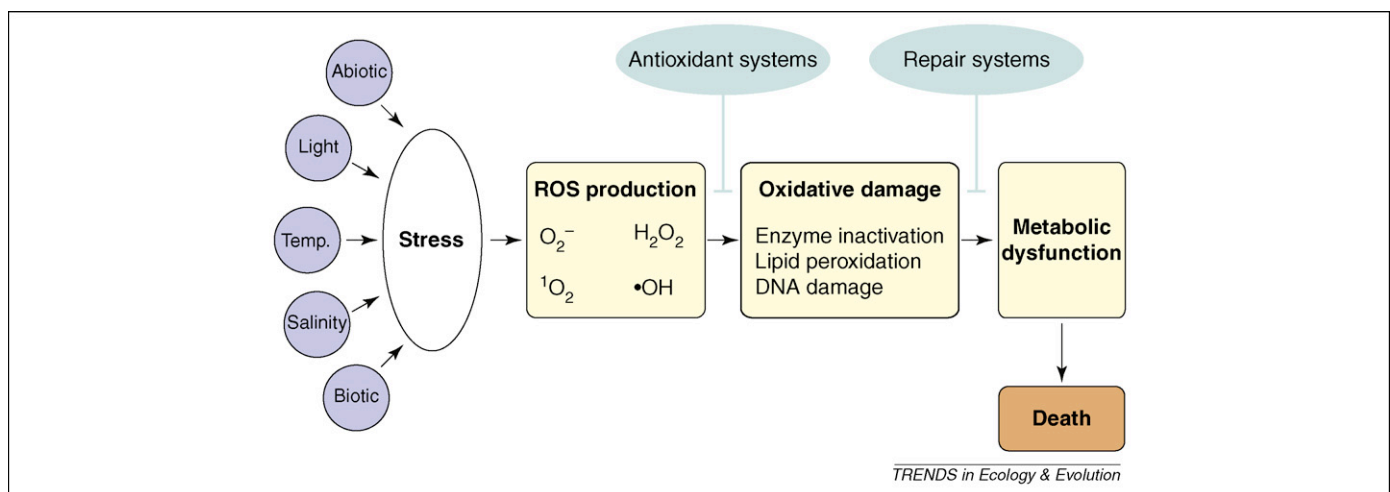 Antioxidant systems
Repair systems
Abiotic
Light
Temp.
Salinity
Biotic
Stress
ROS production
O₂⁻ H₂O₂
¹O₂ •OH
Oxidative damage
Enzyme inactivation
Lipid peroxidation
DNA damage
Metabolic
dysfunction
Death
TRENDS in Ecology & Evolution